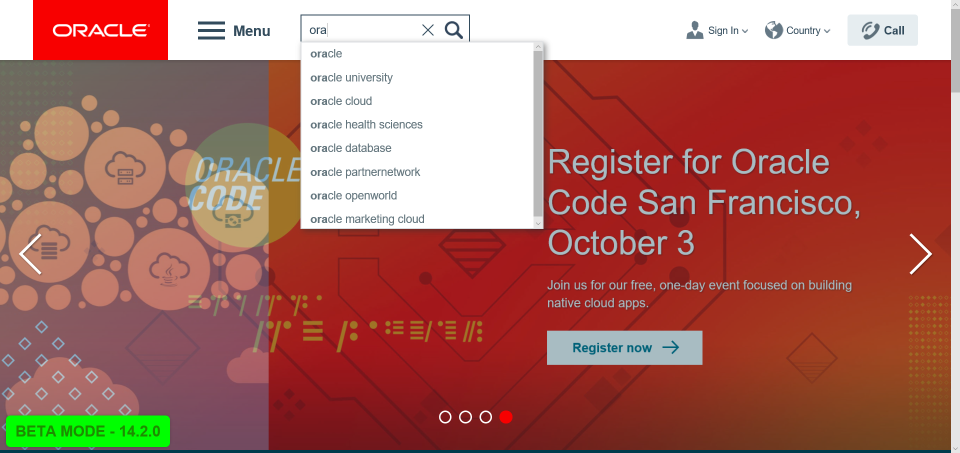 ORACLE
Menu
ora
Sign In
Country
Call
oracle
oracle university
oracle cloud
oracle health sciences
oracle database
oracle partnernetwork
oracle openworld
oracle marketing cloud
ORACLE
CODE
Register for Oracle
Code San Francisco,
October 3
Join us for our free, one-day event focused on building
native cloud apps.
Register now
BETA MODE - 14.2.0